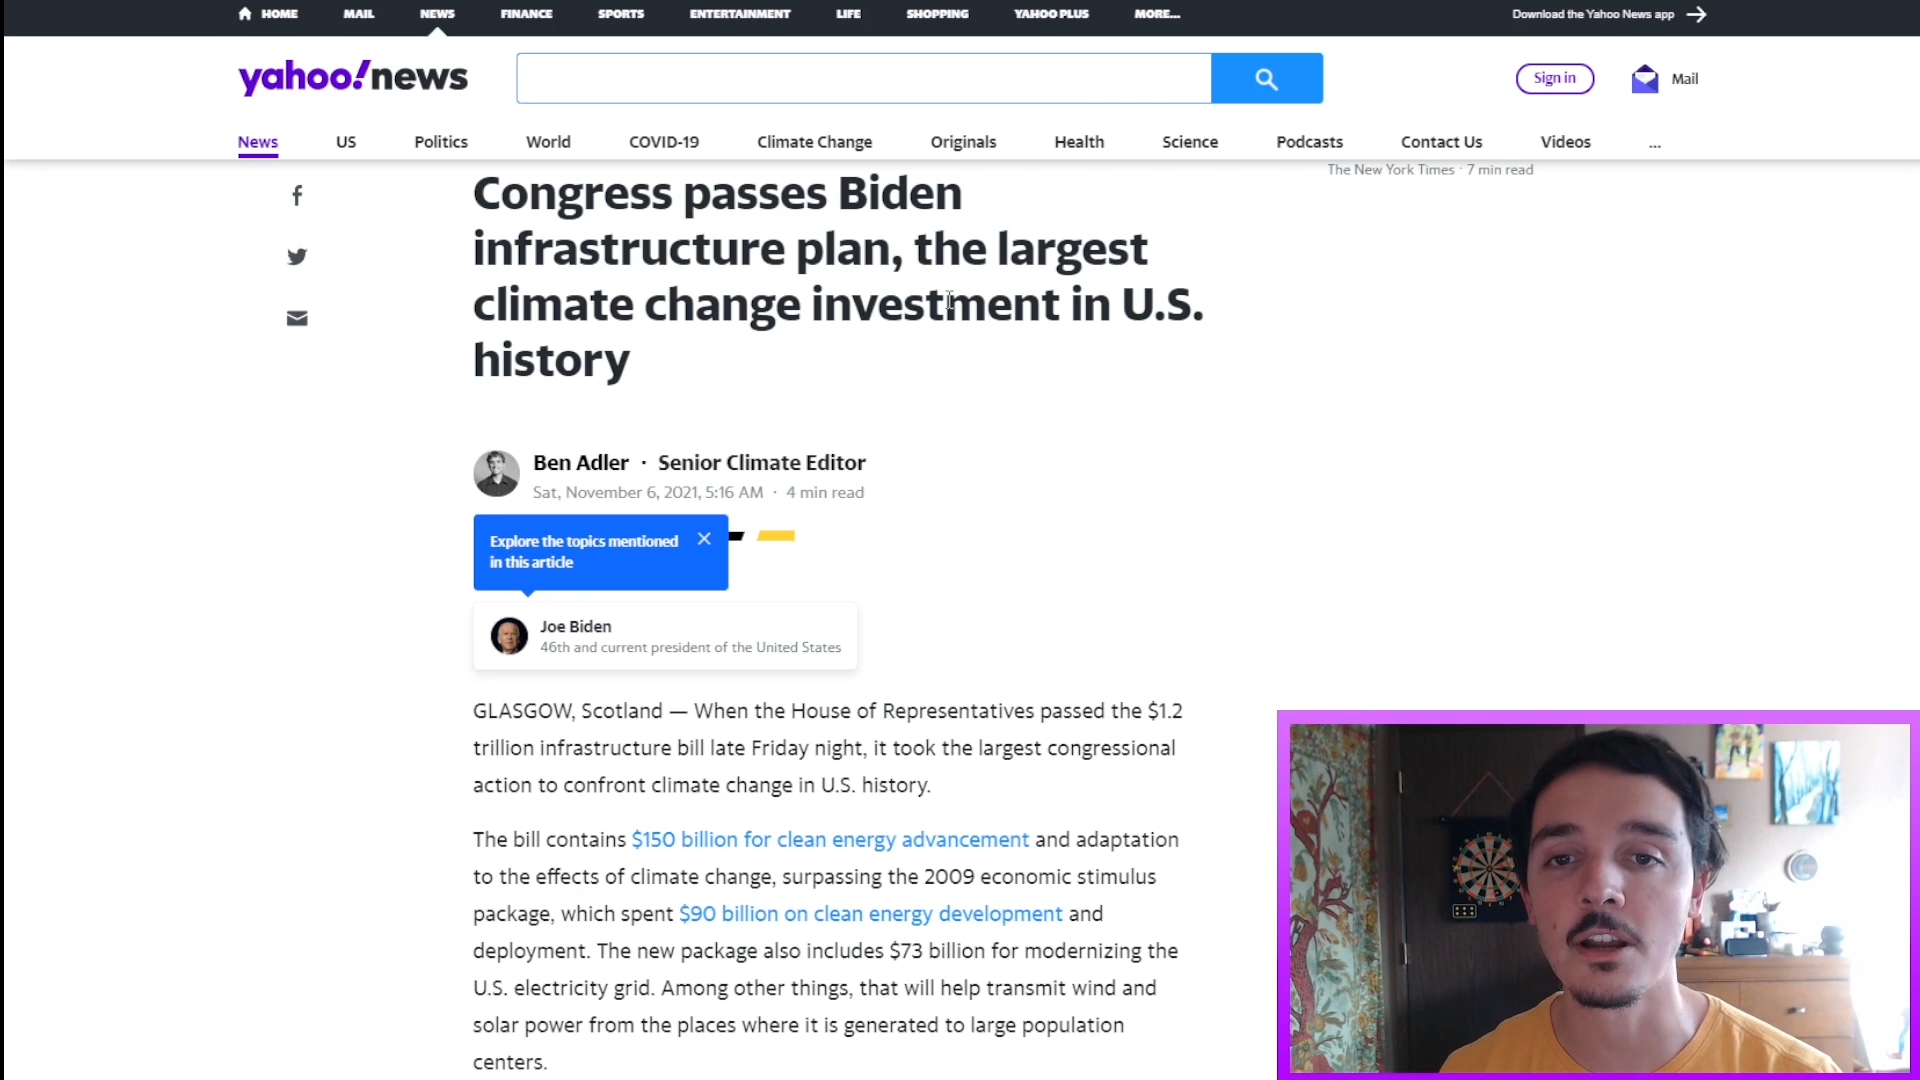 HOME MAIL NEWS FINANCE SPORTS ENTERTAINMENT LIFE SHOPPING YAHOO PLUS MORE... Download the Yahoo News app
yahoo!news Sign in Mail
News US Politics World COVID-19 Climate Change Originals Health Science Podcasts Contact Us Videos ...
The New York Times · 7 min read
Congress passes Biden
infrastructure plan, the largest
climate change investment in U.S.
history
Ben Adler · Senior Climate Editor
Sat, November 6, 2021, 5:16 AM · 4 min read
Explore the topics mentioned
in this article
Joe Biden
46th and current president of the United States
GLASGOW, Scotland — When the House of Representatives passed the $1.2
trillion infrastructure bill late Friday night, it took the largest congressional
action to confront climate change in U.S. history.
The bill contains $150 billion for clean energy advancement and adaptation
to the effects of climate change, surpassing the 2009 economic stimulus
package, which spent $90 billion on clean energy development and
deployment. The new package also includes $73 billion for modernizing the
U.S. electricity grid. Among other things, that will help transmit wind and
solar power from the places where it is generated to large population
centers.